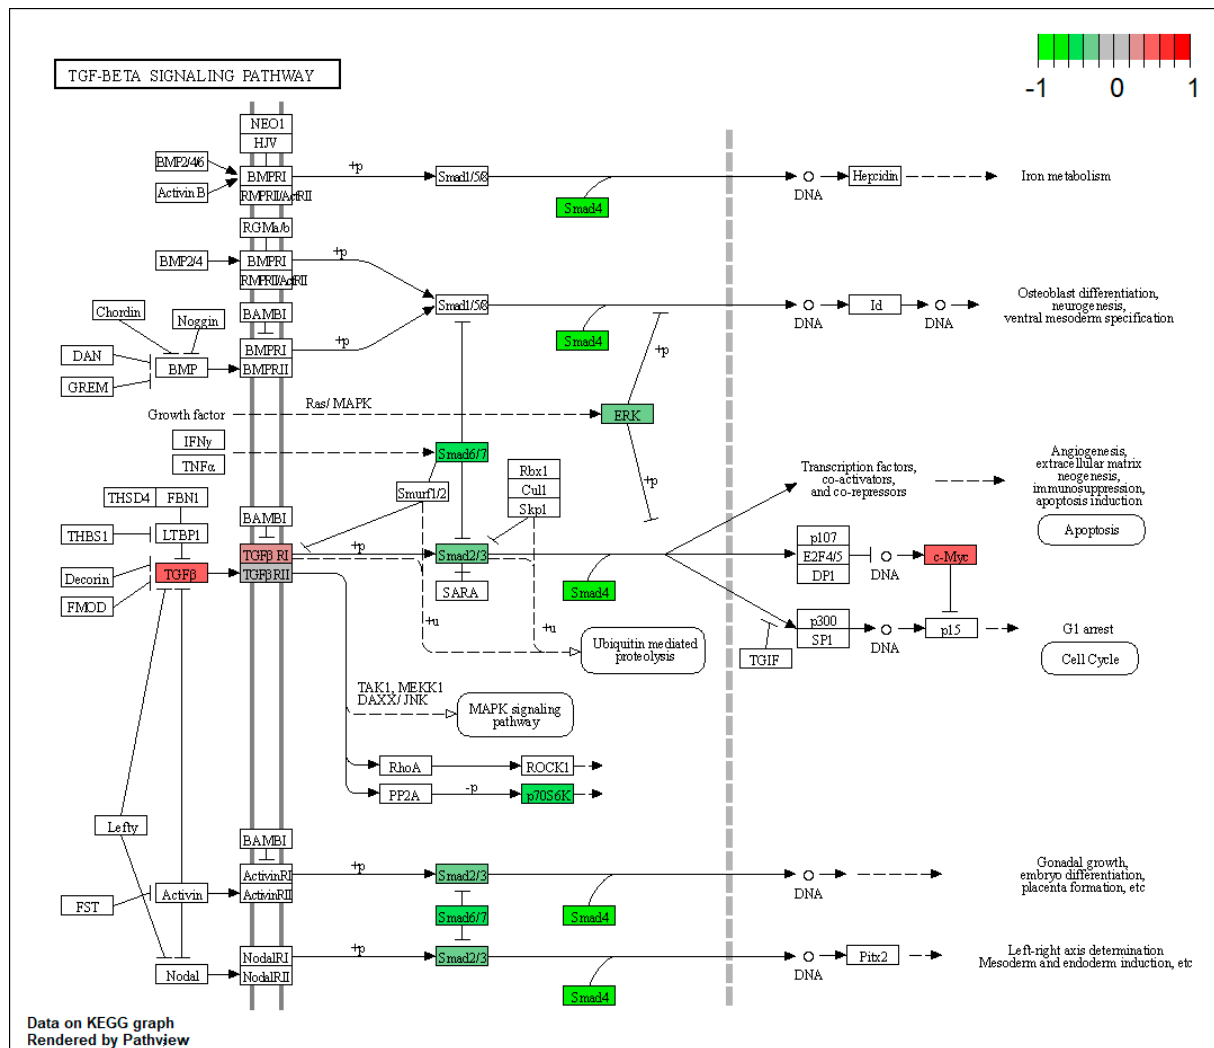 TGF-BETA SIGNALING PATHWAY
-1 0 1
NEO1
HJV
BMP2/4/6
Activin B
BMPRI
RMPRII/ActRII
+p
Smad1/5/8
Smad4
DNA
Hepcidin
Iron metabolism
RGMa/b
BMP2/4
BMPRI
RMPRII/ActRII
+p
Smad1/5/8
Smad4
DNA
Id
DNA
Osteoblast differentiation,
neurogenesis,
ventral mesoderm specification
Chordin
Noggin
BAMBI
DAN
GREM
BMP
BMPRI
BMPRII
+p
+p
Growth factor
Ras/ MAPK
ERK
IFNγ
TNFα
Smad6/7
Rbx1
Cul1
Skp1
Smurf1/2
+p
Transcription factors,
co-activators,
and co-repressors
Angiogenesis,
extracellular matrix
neogenesis,
immunosuppression,
apoptosis induction
Apoptosis
THSD4
FBN1
THBS1
LTBP1
BAMBI
Decorin
FMOD
TGFβ
TGFβ RI
TGFβ RII
+p
Smad2/3
SARA
Smad4
p107
E2F4/5
DP1
DNA
c-Myc
p300
SP1
DNA
p15
G1 arrest
Cell Cycle
TGIF
+u
+u
Ubiquitin mediated
proteolysis
TAK1, MEKK1
DAXX/ JNK
MAPK signaling
pathway
RhoA
ROCK1
PP2A
-p
p70S6K
Lefty
BAMBI
FST
Activin
ActivinRI
ActivinRII
+p
Smad2/3
Smad6/7
Smad4
DNA
Gonadal growth,
embryo differentiation,
placenta formation, etc
Nodal
NodalRI
NodalRII
+p
Smad2/3
Smad4
DNA
Pitx2
Left-right axis determination
Mesoderm and endoderm induction, etc
Data on KEGG graph
Rendered by Pathview